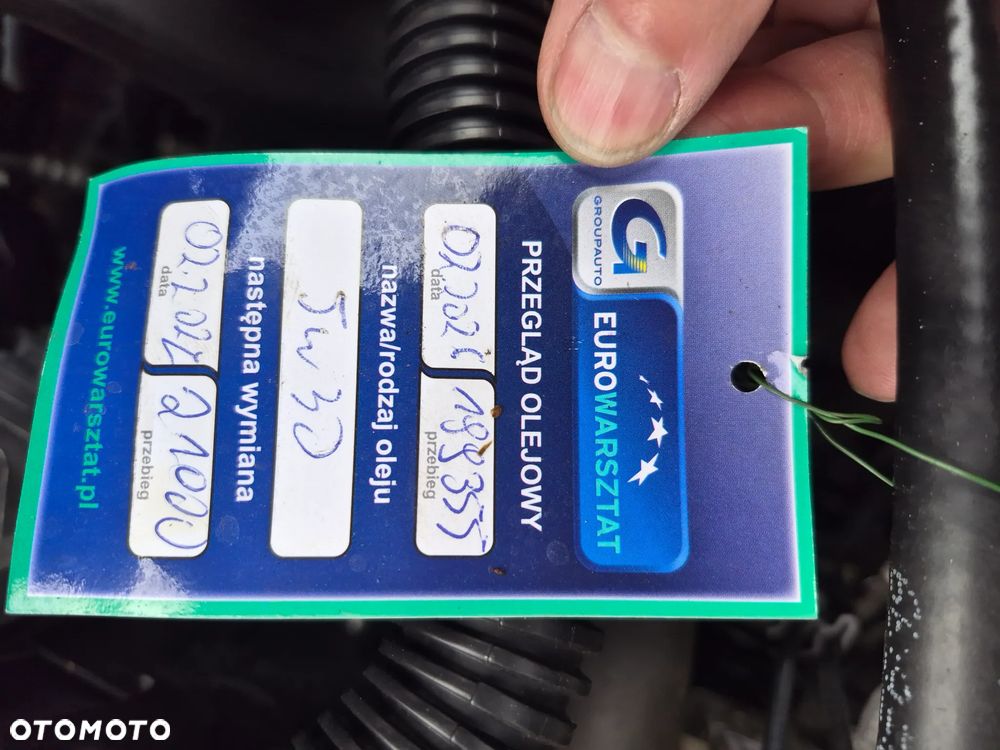 G
GROUPAUTO
EUROWARSZTAT
PRZEGLĄD OLEJOWY
data przebieg
nazwa/rodzaj oleju
5w30
następna wymiana
data przebieg
www.eurowarsztat.pl
OTOMOTO